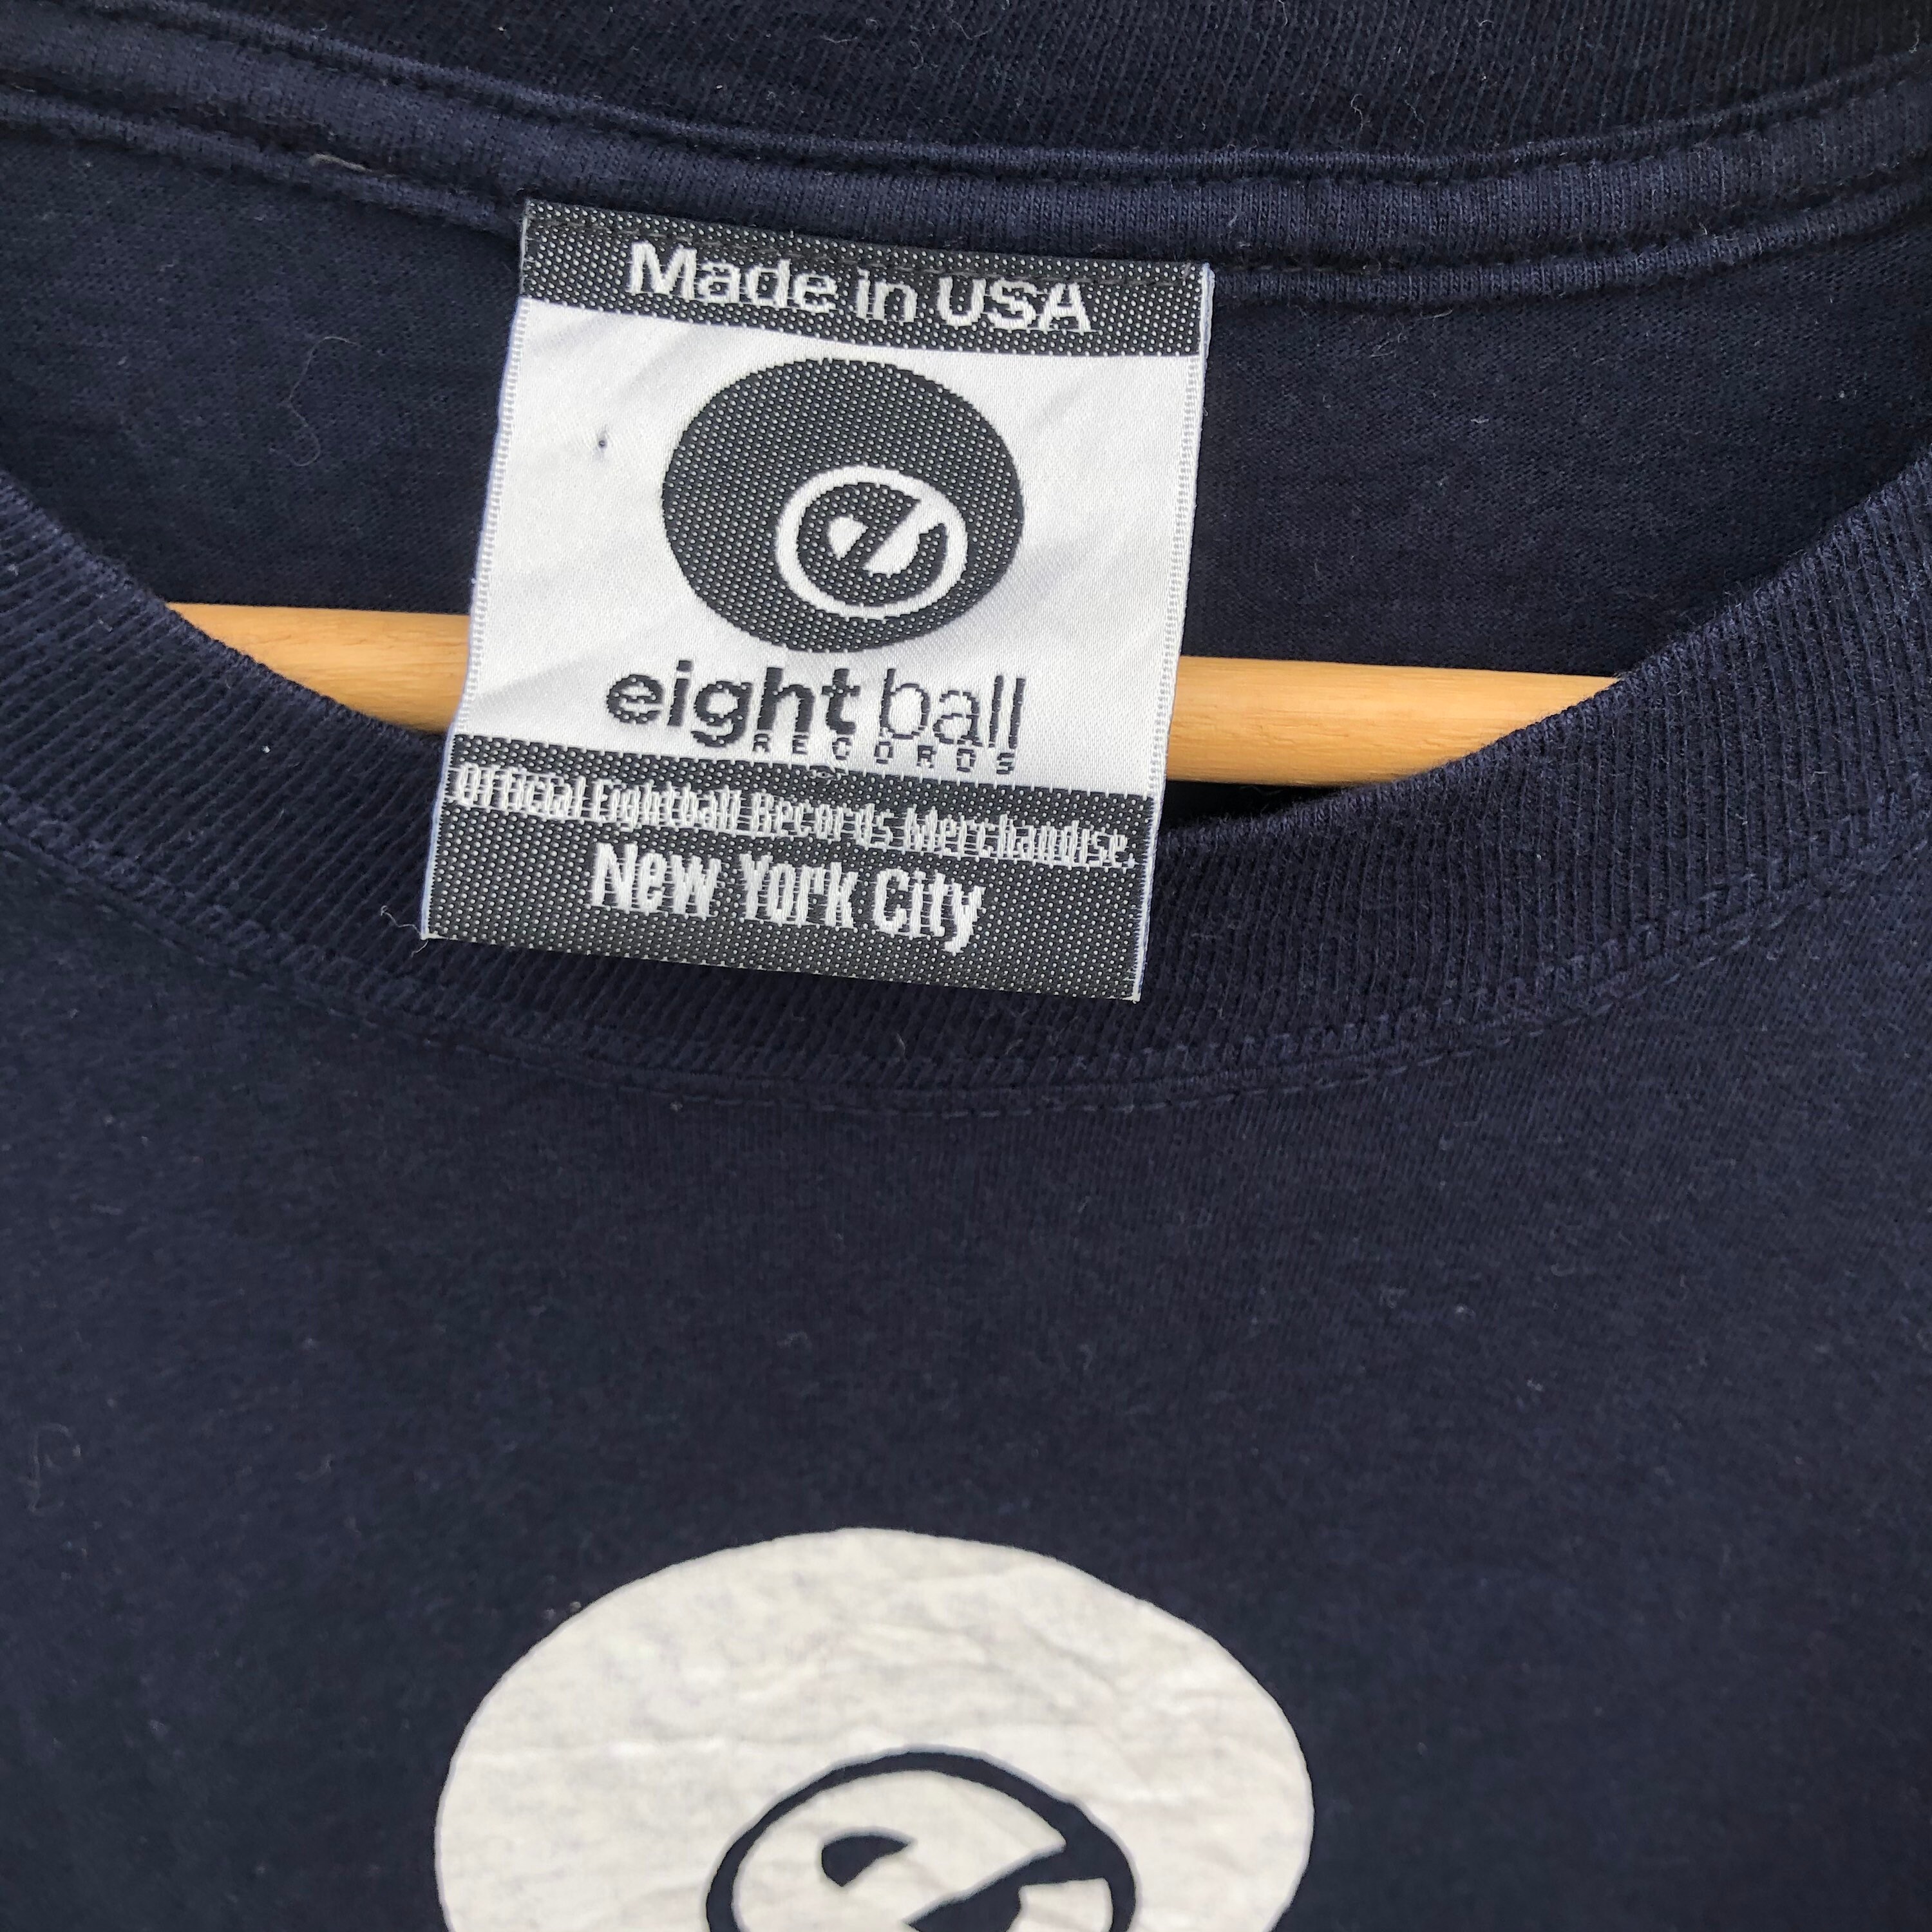 Made in USA
e
eight ball
RECORDS
Official Eightball Records Merchandise.
New York City
e